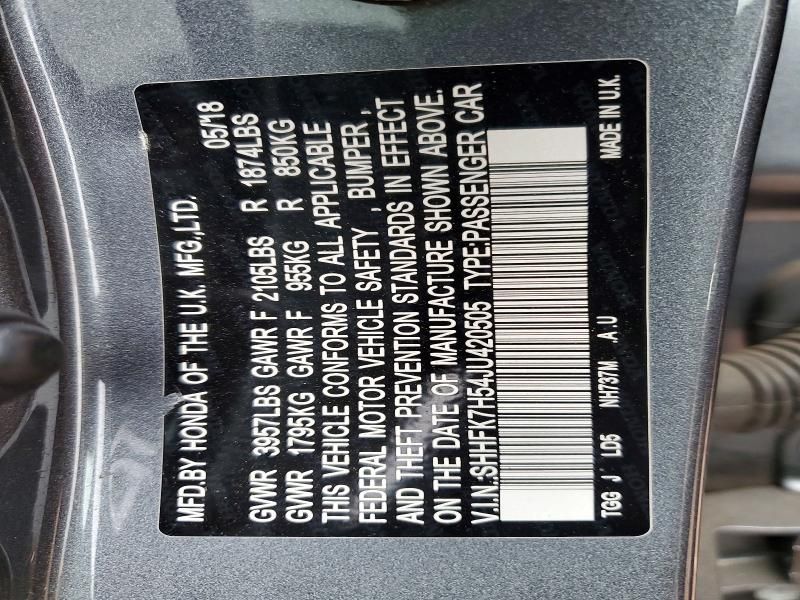 MFD.BY HONDA OF THE U.K. MFG.,LTD. 05/18
GVWR 3957LBS GAWR F 2105LBS R 1874LBS
GVWR 1795KG GAWR F 955KG R 850KG
THIS VEHICLE CONFORMS TO ALL APPLICABLE
FEDERAL MOTOR VEHICLE SAFETY , BUMPER ,
AND THEFT PREVENTION STANDARDS IN EFFECT
ON THE DATE OF MANUFACTURE SHOWN ABOVE.
V.I.N.:SHHFK7H54JU420505 TYPE:PASSENGER CAR
TGG J LD5 NH737M .A.U MADE IN U.K.